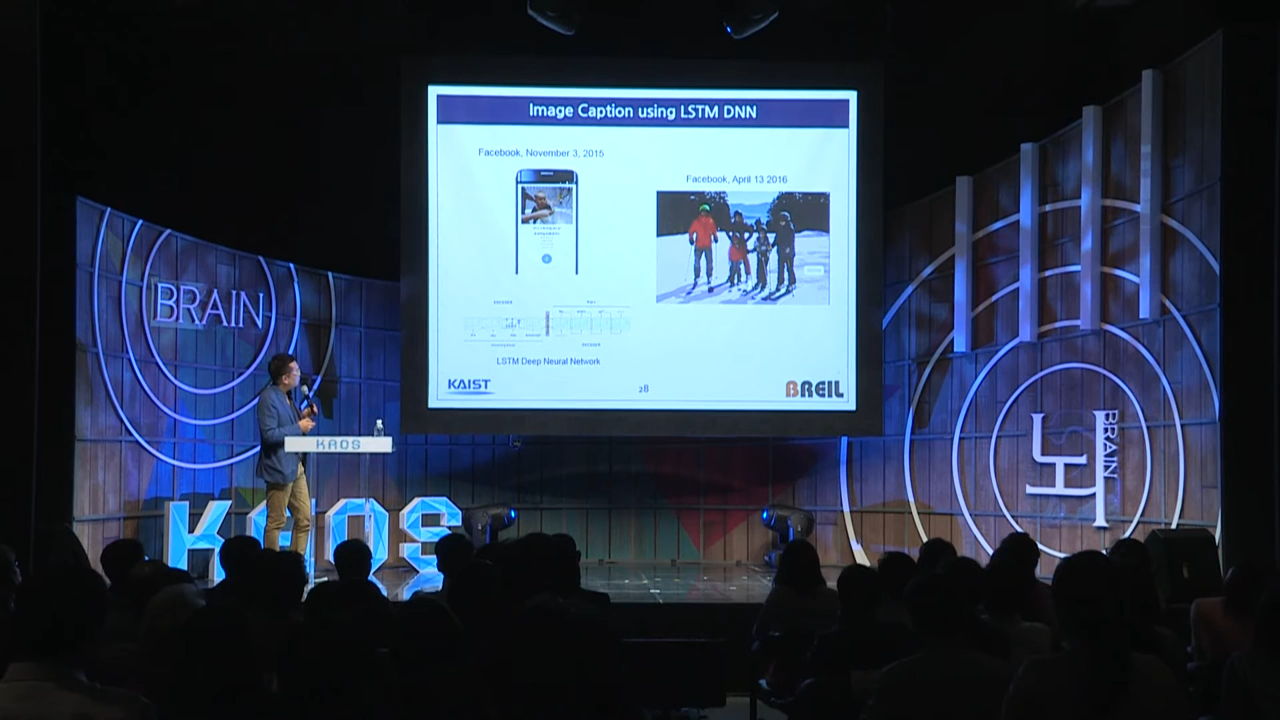 Image Caption using LSTM DNN
Facebook, November 3, 2015
Facebook, April 13 2016
LSTM Deep Neural Network
KAIST
28
BREIL
BRAIN
KAOS
KAOS
뇌
BRAIN